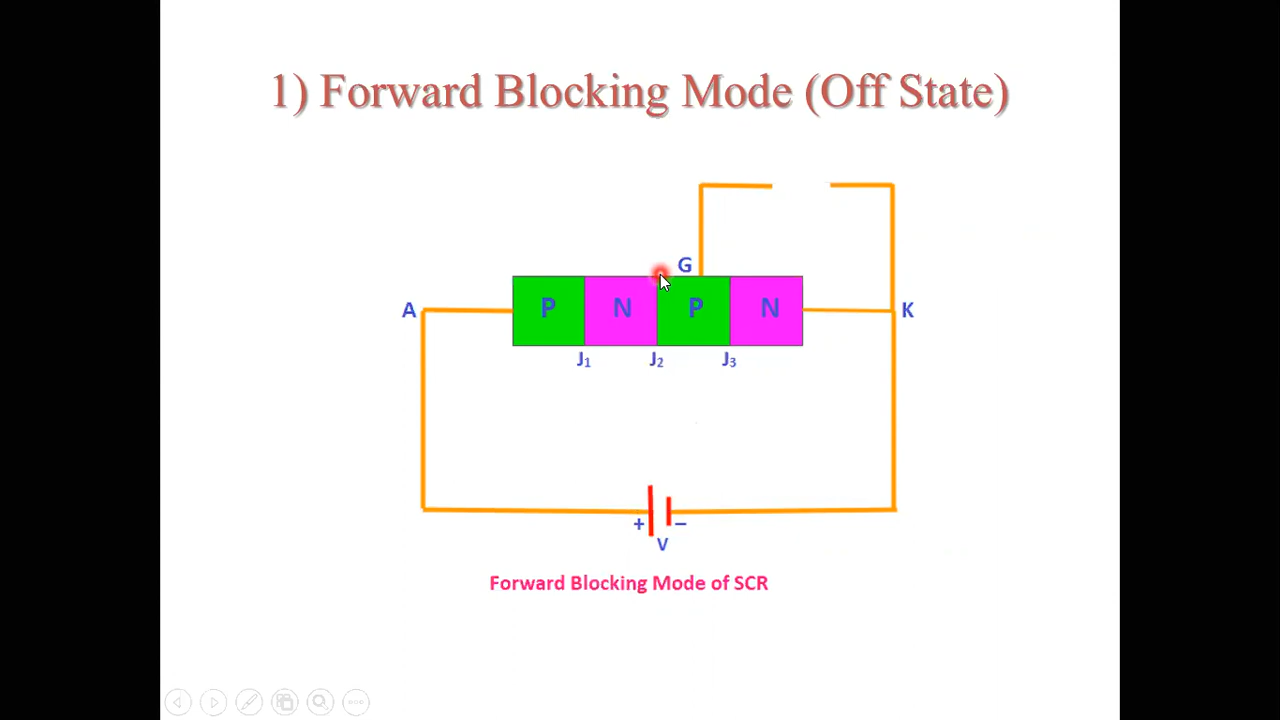 1) Forward Blocking Mode (Off State)
G
A P N P N K
J₁ J₂ J₃
+ −
V
Forward Blocking Mode of SCR